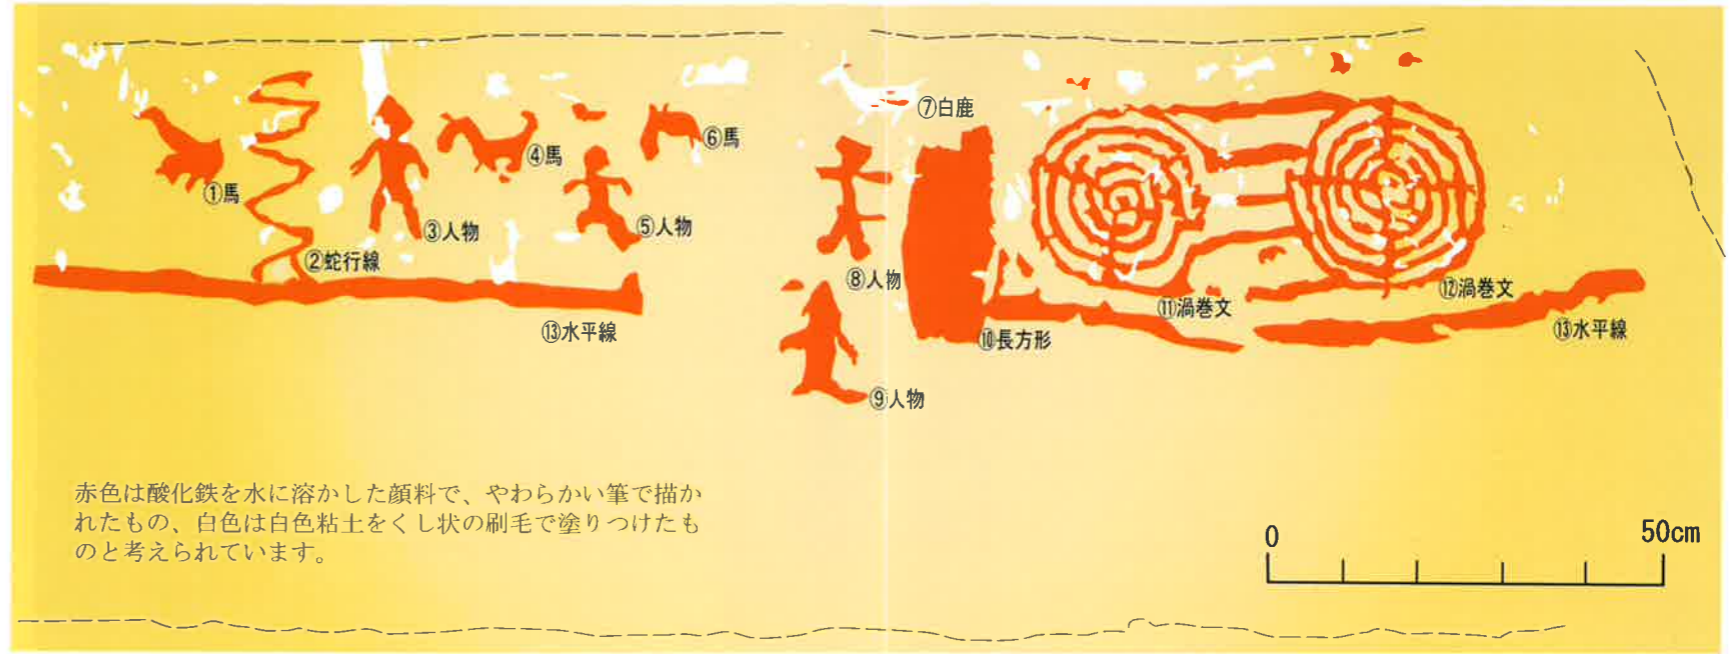 ①馬
②蛇行線
③人物
④馬
⑤人物
⑥馬
⑦白鹿
⑧人物
⑨人物
⑩長方形
⑪渦巻文
⑫渦巻文
⑬水平線
⑬水平線
赤色は酸化鉄を水に溶かした顔料で、やわらかい筆で描か
れたもの、白色は白色粘土をくし状の刷毛で塗りつけたも
のと考えられています。
0
50cm